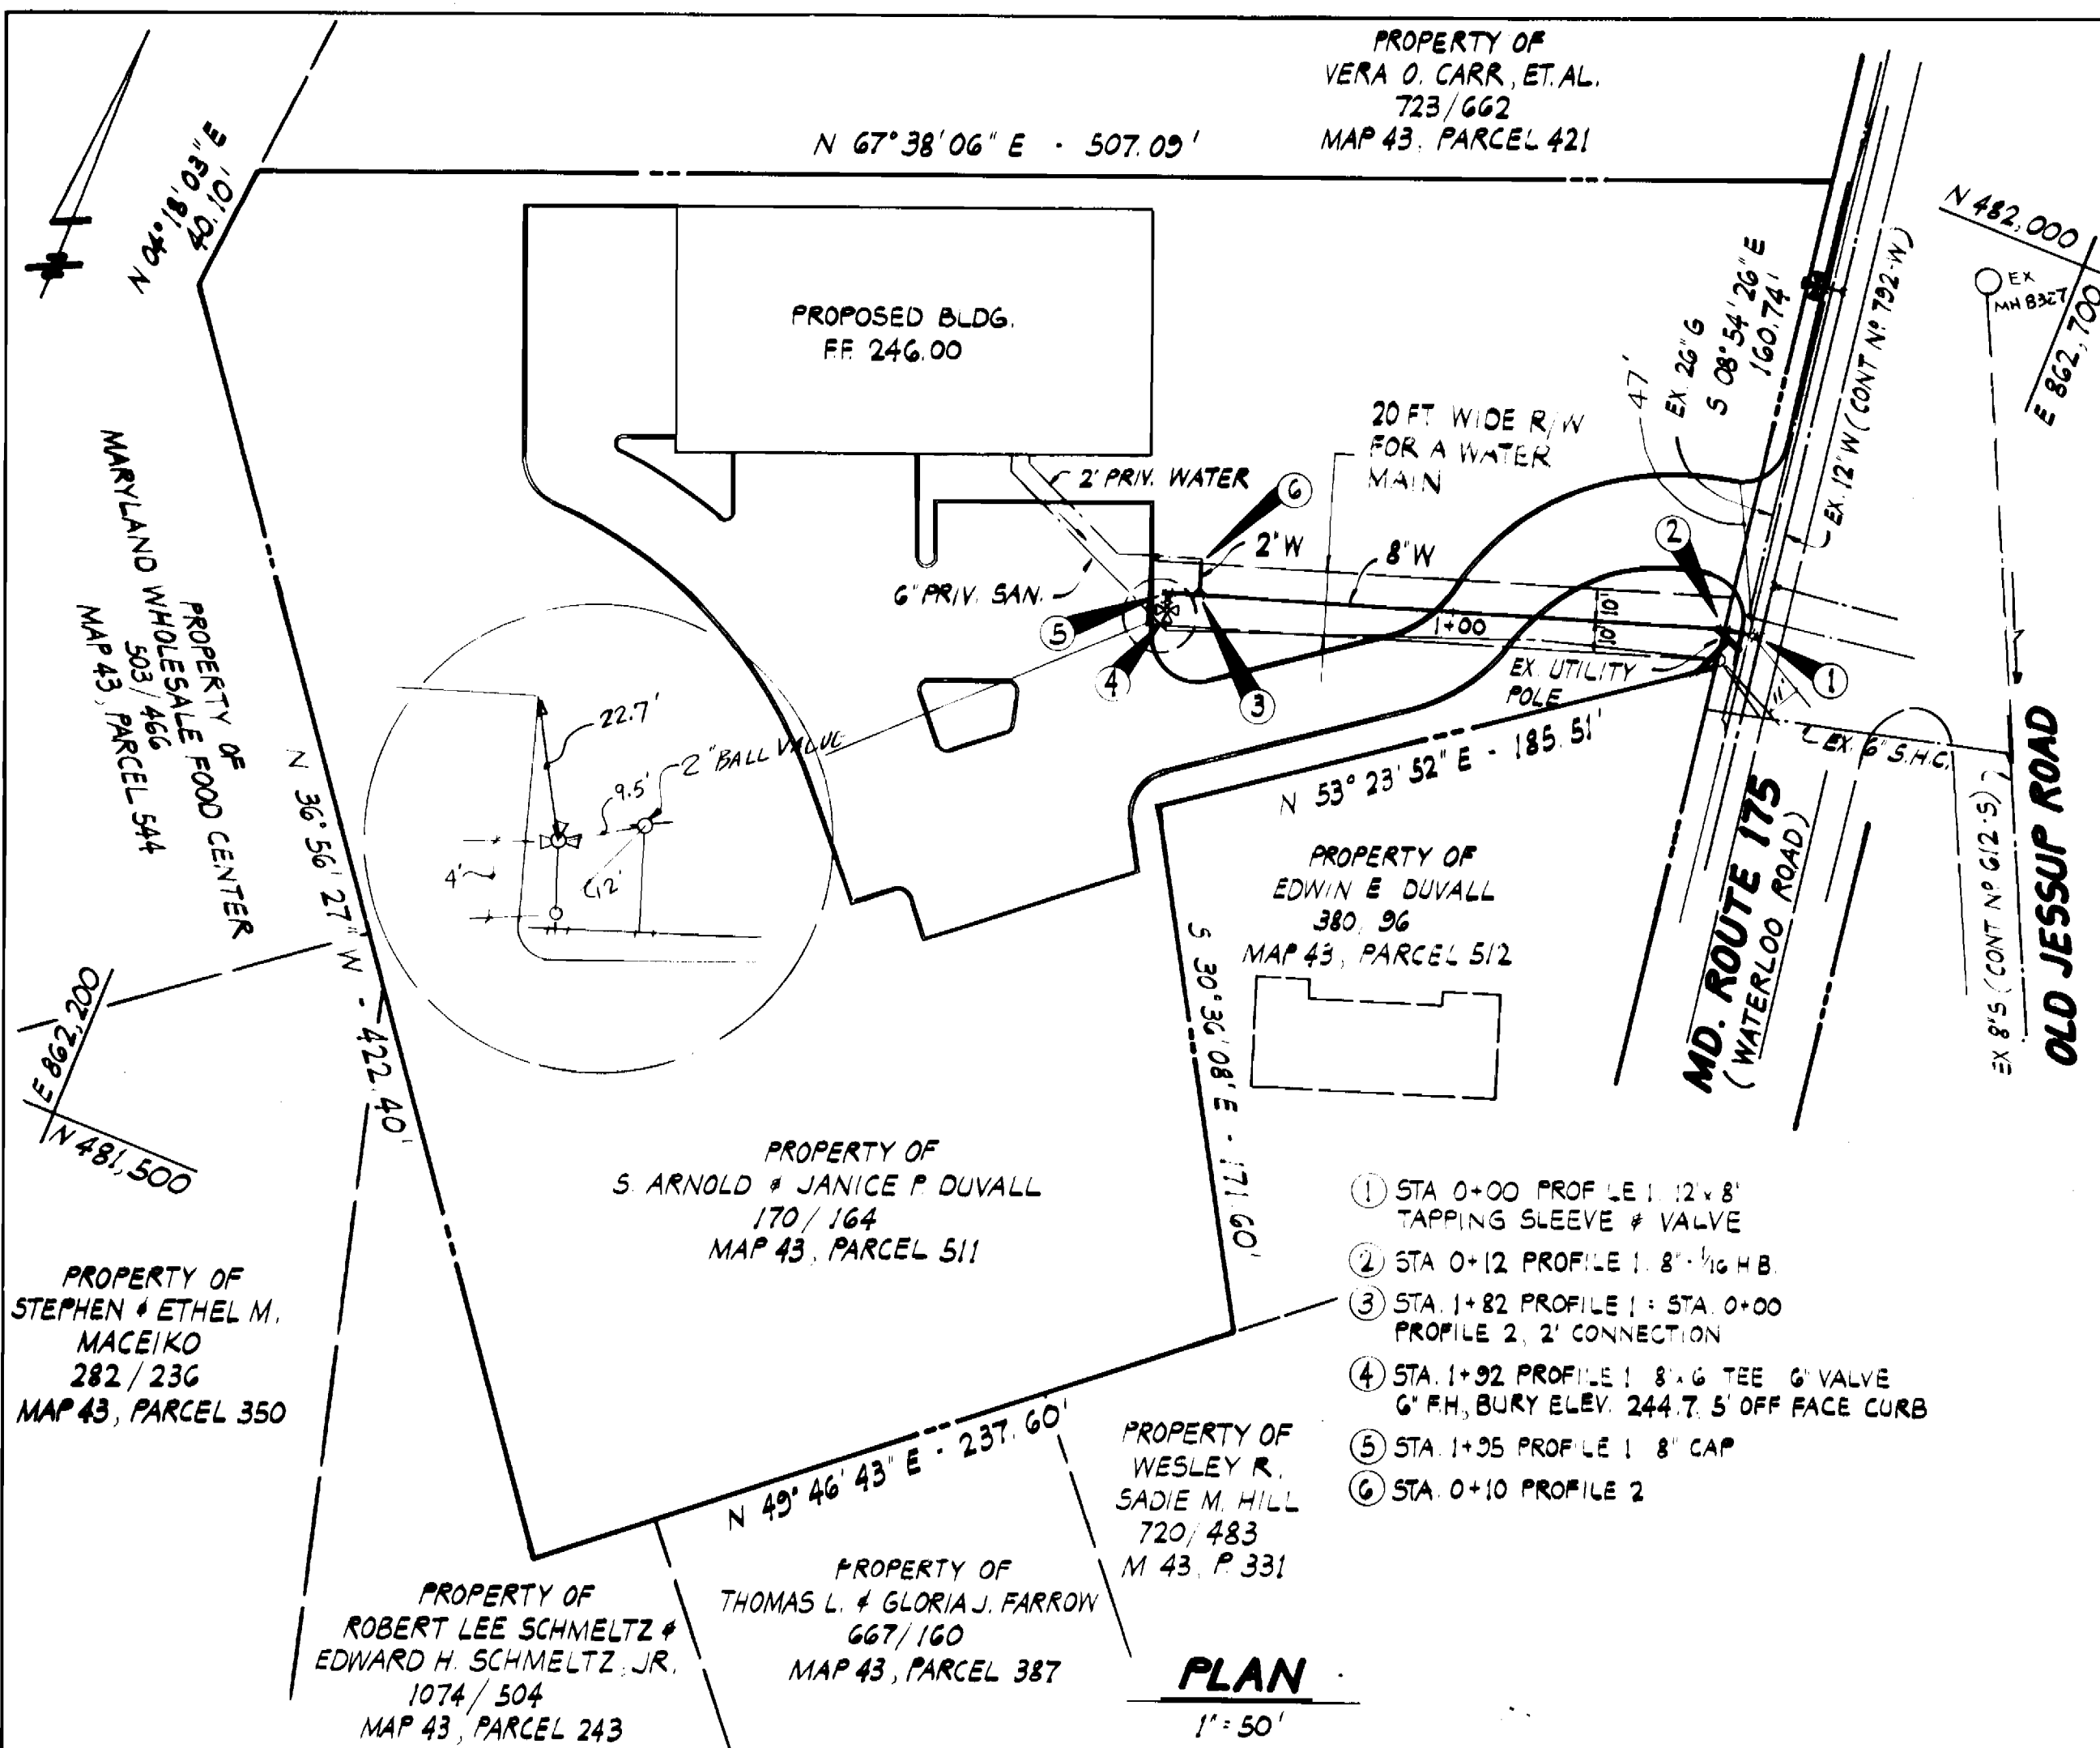 PROPERTY OF
VERA O. CARR, ET. AL.
723/662
MAP 43, PARCEL 421
N 67° 38' 06" E - 507.09'
N 04° 18' 03" E
40.10'
N 482,000
E 862,700
EX
PROPOSED BLDG.
F.F. 246.00
EX. 26" G
S 08° 54' 26" E
160.74'
47'
EX. 12" W (CONT Nº 792-W)
20 FT WIDE R/W
FOR A WATER
MAIN
2" PRIV. WATER
6
2
2" W
8" W
6" PRIV. SAN.
5
4
3
1
1+00
10'
10'
EX. UTILITY
POLE
11'
EX. 6" S.H.C.
PROPERTY OF
MARYLAND WHOLESALE FOOD CENTER
503/466
MAP 43, PARCEL 544
N 36° 56' 27" W - 422.40'
22.7'
2" BALL VALVE
9.5'
4'
12'
N 53° 23' 52" E - 185.51'
PROPERTY OF
EDWIN E DUVALL
380, 96
MAP 43, PARCEL 512
S 30° 36' 08" E - 171.60'
MD. ROUTE 175
(WATERLOO ROAD)
EX 8" S (CONT Nº 612-S)
OLD JESSUP ROAD
E 862,200
N 481,500
PROPERTY OF
S. ARNOLD & JANICE P. DUVALL
170/164
MAP 43, PARCEL 511
1 STA 0+00 PROFILE 1. 12" x 8"
TAPPING SLEEVE & VALVE
2 STA 0+12 PROFILE 1. 8" - 1/16 H B.
3 STA. 1+82 PROFILE 1 = STA. 0+00
PROFILE 2, 2" CONNECTION
4 STA. 1+92 PROFILE 1 8 x 6 TEE 6" VALVE
6" F.H., BURY ELEV. 244.7, 5' OFF FACE CURB
5 STA. 1+95 PROFILE 1 8" CAP
6 STA. 0+10 PROFILE 2
PROPERTY OF
STEPHEN & ETHEL M.
MACEIKO
282/236
MAP 43, PARCEL 350
N 49° 46' 43" E - 237.60'
PROPERTY OF
WESLEY R.
SADIE M. HILL
720/483
M 43, P. 331
PROPERTY OF
ROBERT LEE SCHMELTZ &
EDWARD H. SCHMELTZ, JR.
1074/504
MAP 43, PARCEL 243
PROPERTY OF
THOMAS L. & GLORIA J. FARROW
667/160
MAP 43, PARCEL 387
PLAN
1" = 50'